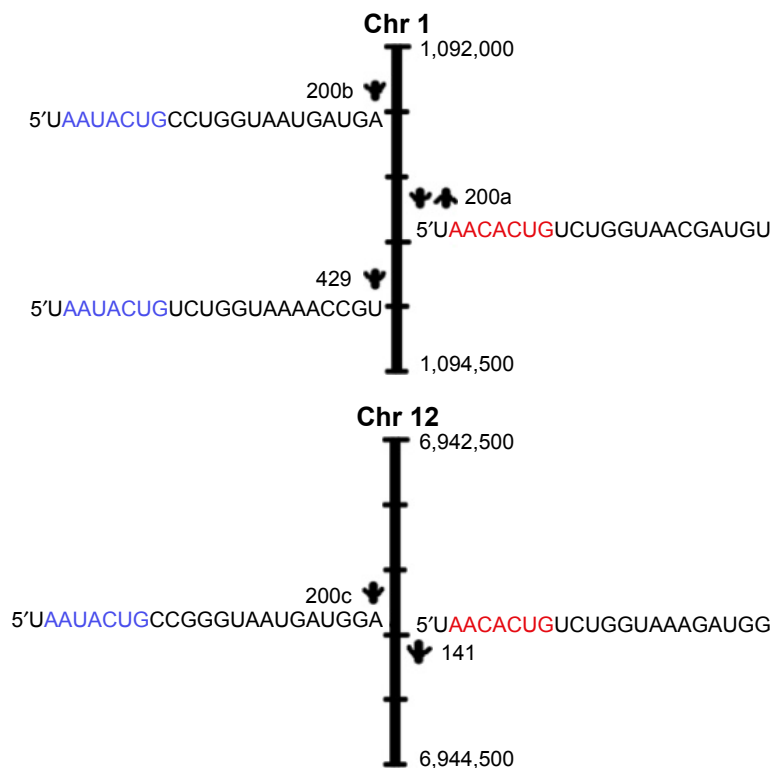 Chr 1
1,092,000
200b
5′UAAUACUGCCUGGUAAUGAUGA
200a
5′UAACACUGUCUGGUAACGAUGU
429
5′UAAUACUGUCUGGUAAAACCGU
1,094,500
Chr 12
6,942,500
200c
5′UAAUACUGCCGGGUAAUGAUGGA
5′UAACACUGUCUGGUAAAGAUGG
141
6,944,500